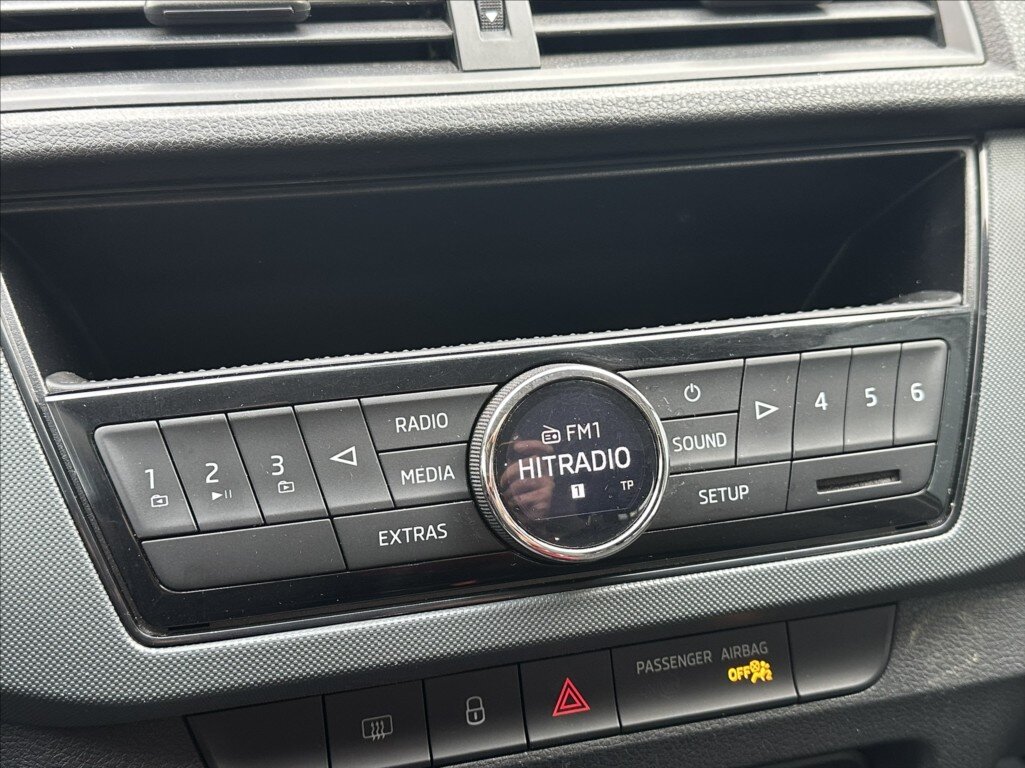 RADIO
MEDIA
EXTRAS
1
2
3
FM1
HITRADIO
1 TP
SOUND
SETUP
4
5
6
PASSENGER AIRBAG
OFF